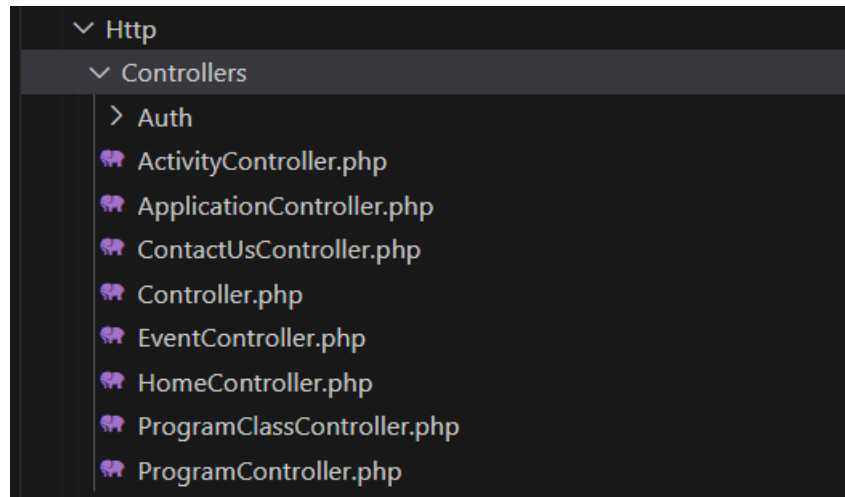 Http
Controllers
Auth
ActivityController.php
ApplicationController.php
ContactUsController.php
Controller.php
EventController.php
HomeController.php
ProgramClassController.php
ProgramController.php